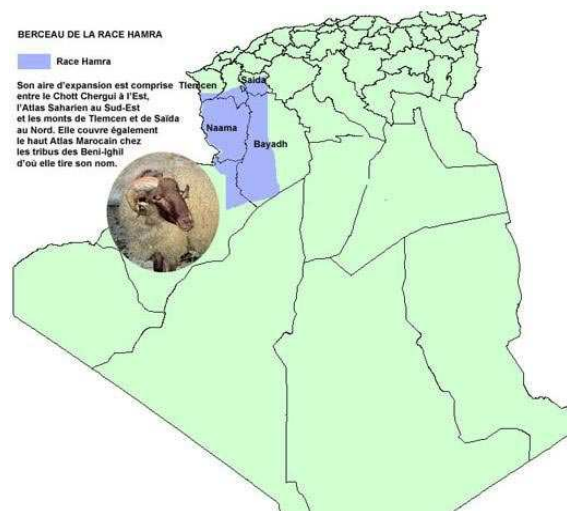 BERCEAU DE LA RACE HAMRA
Race Hamra
Son aire d'expansion est comprise
entre le Chott Chergui à l'Est,
l'Atlas Saharien au Sud-Est
et les monts de Tlemcen et de Saïda
au Nord. Elle couvre également
le haut Atlas Marocain chez
les tribus des Beni-Ighil
d'où elle tire son nom.
Tlemcen
Saida
Naama
Bayadh